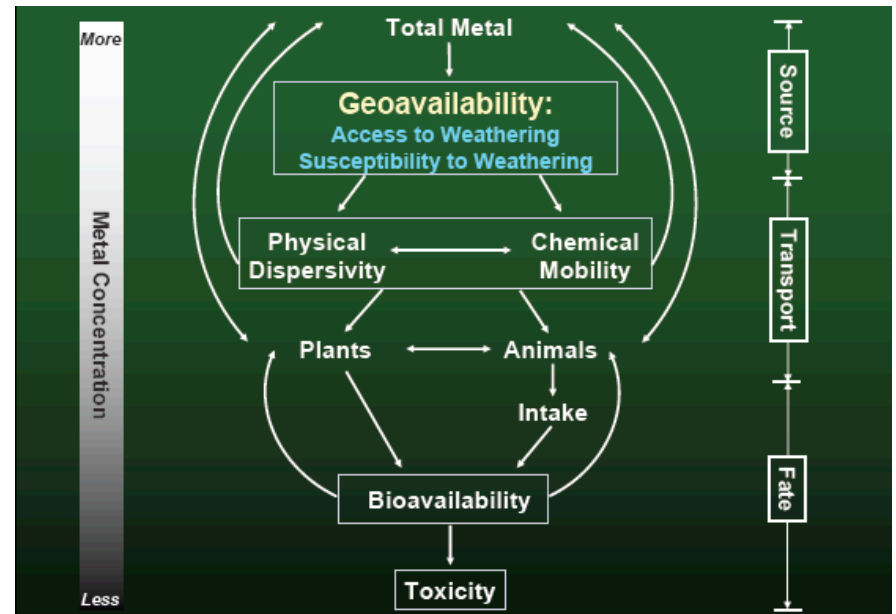 More
Total Metal
Geoavailability:
Access to Weathering
Susceptibility to Weathering
Source
Physical
Dispersivity
Chemical
Mobility
Transport
Metal Concentration
Plants
Animals
Intake
Bioavailability
Fate
Toxicity
Less